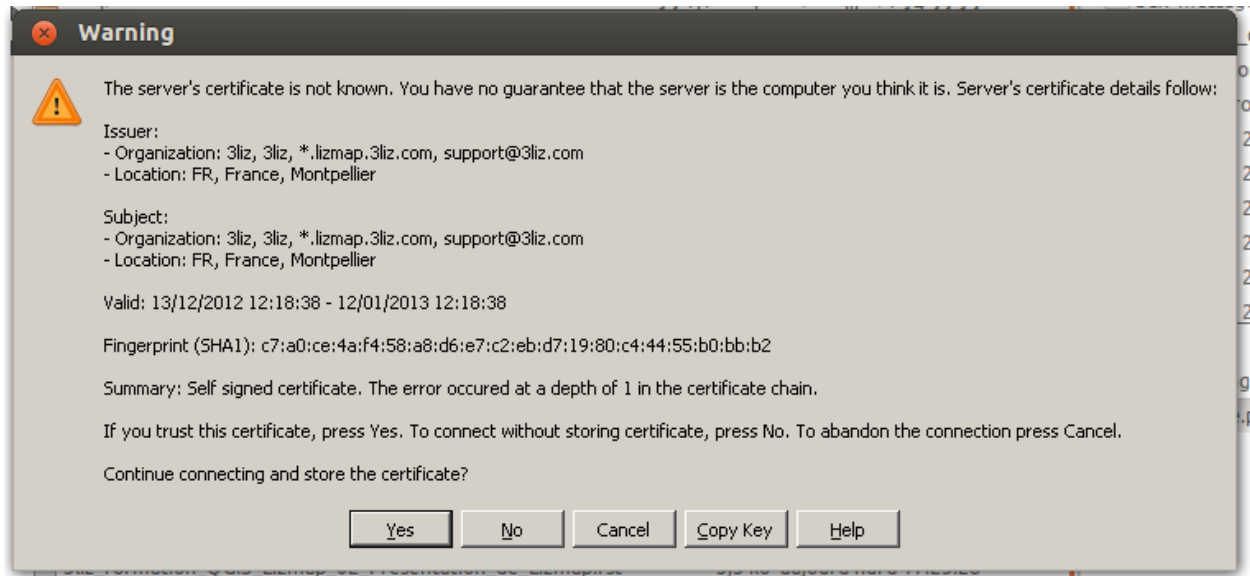 Warning
The server's certificate is not known. You have no guarantee that the server is the computer you think it is. Server's certificate details follow:
Issuer:
- Organization: 3liz, 3liz, *.lizmap.3liz.com, support@3liz.com
- Location: FR, France, Montpellier
Subject:
- Organization: 3liz, 3liz, *.lizmap.3liz.com, support@3liz.com
- Location: FR, France, Montpellier
Valid: 13/12/2012 12:18:38 - 12/01/2013 12:18:38
Fingerprint (SHA1): c7:a0:ce:4a:f4:58:a8:d6:e7:c2:eb:d7:19:80:c4:44:55:b0:bb:b2
Summary: Self signed certificate. The error occured at a depth of 1 in the certificate chain.
If you trust this certificate, press Yes. To connect without storing certificate, press No. To abandon the connection press Cancel.
Continue connecting and store the certificate?
Yes No Cancel Copy Key Help